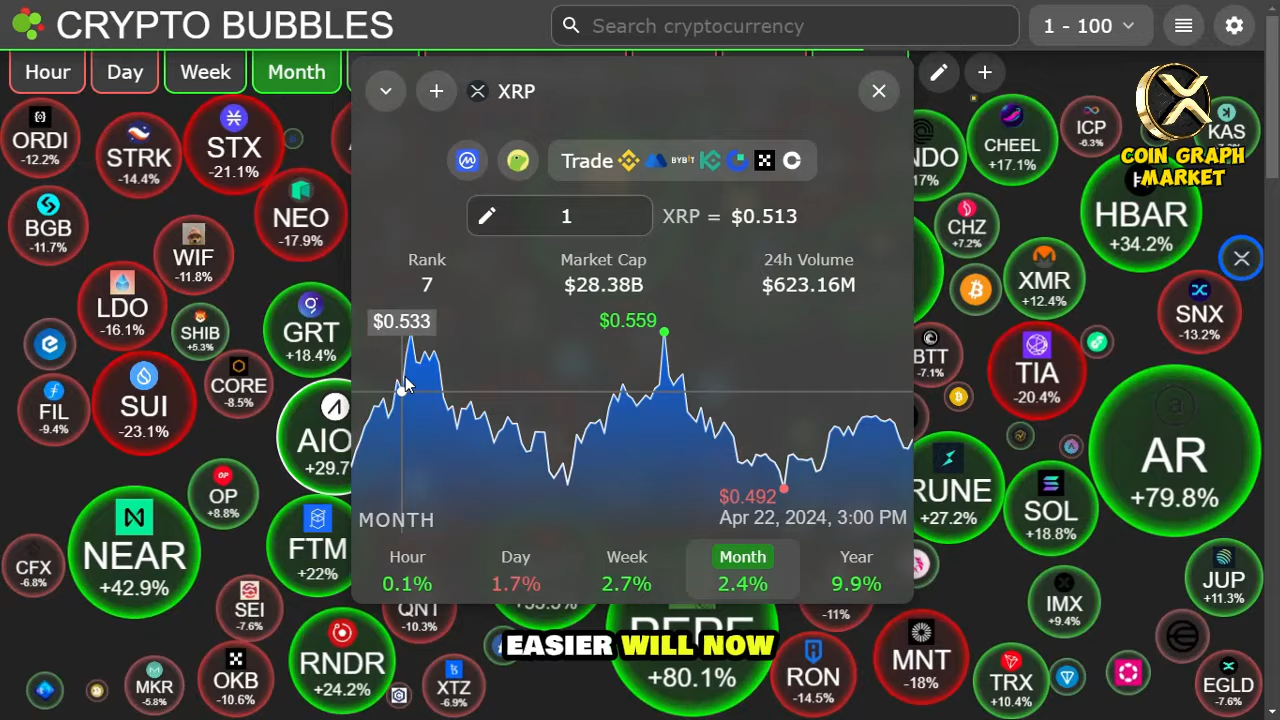 CRYPTO BUBBLES
Search cryptocurrency
1 - 100
Hour
Day
Week
Month
XRP
Trade
BYBIT
1
XRP = $0.513
Rank
Market Cap
24h Volume
7
$28.38B
$623.16M
$0.533
$0.559
$0.492
MONTH
Apr 22, 2024, 3:00 PM
Hour
Day
Week
Month
Year
0.1%
1.7%
2.7%
2.4%
9.9%
COIN GRAPH
MARKET
EASIER WILL NOW
ORDI
-12.2%
STRK
-14.4%
STX
-21.1%
BGB
-11.7%
WIF
-11.8%
NEO
-17.9%
LDO
-16.1%
SHIB
+5.3%
GRT
+18.4%
FIL
-9.4%
SUI
-23.1%
CORE
-8.5%
AIO
+29.7
OP
+8.8%
NEAR
+42.9%
FTM
+22%
CFX
-6.8%
SEI
-7.6%
QNT
-10.3%
RNDR
+24.2%
MKR
-5.8%
OKB
-10.6%
XTZ
-6.9%
+80.1%
-11%
RON
-14.5%
MNT
-18%
TRX
+10.4%
EGLD
-7.6%
IMX
+9.4%
JUP
+11.3%
RUNE
+27.2%
SOL
+18.8%
AR
+79.8%
BTT
-7.1%
TIA
-20.4%
SNX
-13.2%
XMR
+12.4%
CHZ
+7.2%
HBAR
+34.2%
NDO
17%
CHEEL
+17.1%
ICP
-6.3%
KAS